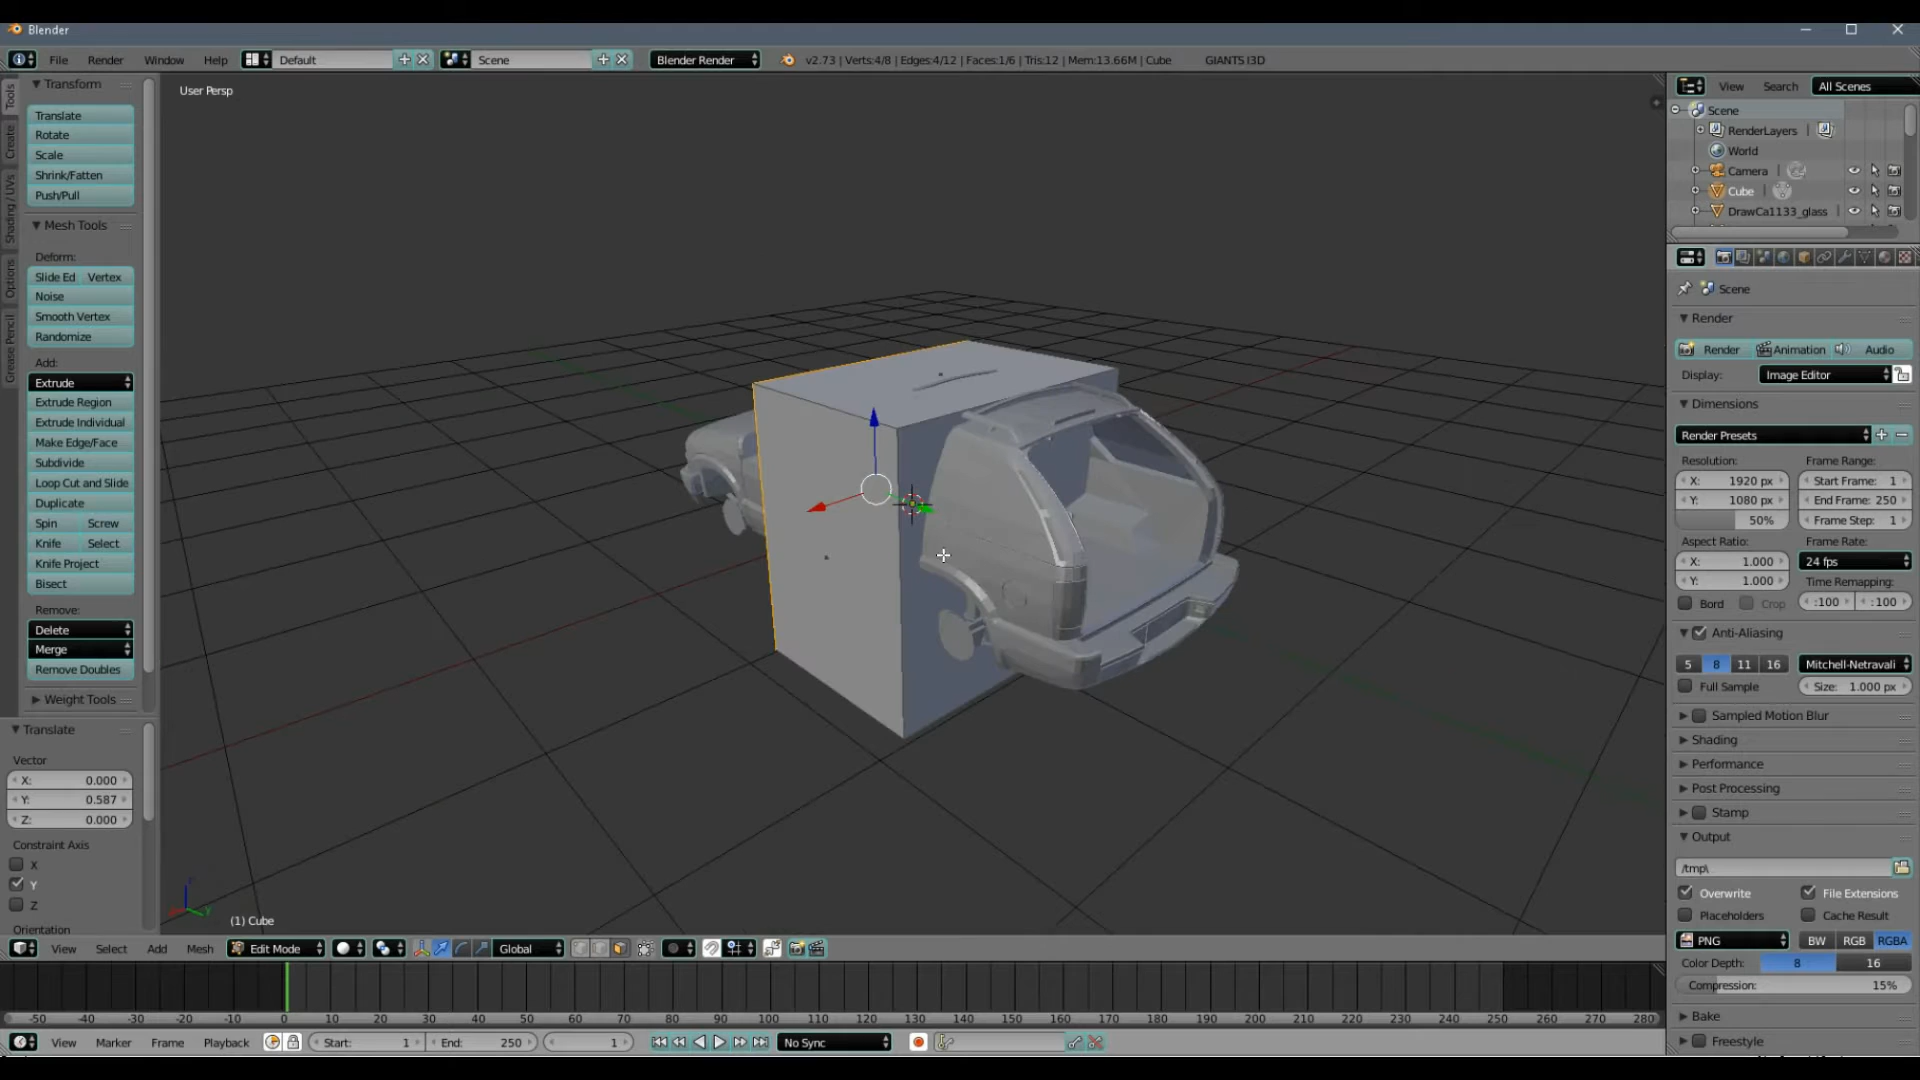 Blender
File Render Window Help Default Scene Blender Render v2.73 | Verts:4/8 | Edges:4/12 | Faces:1/6 | Tris:12 | Mem:13.66M | Cube GIANTS I3D
Tools
Create
Shading / UVs
Options
Grease Pencil
Transform
Translate
Rotate
Scale
Shrink/Fatten
Push/Pull
Mesh Tools
Deform:
Slide Ed Vertex
Noise
Smooth Vertex
Randomize
Add:
Extrude
Extrude Region
Extrude Individual
Make Edge/Face
Subdivide
Loop Cut and Slide
Duplicate
Spin Screw
Knife Select
Knife Project
Bisect
Remove:
Delete
Merge
Remove Doubles
Weight Tools
Translate
Vector
X: 0.000
Y: 0.587
Z: 0.000
Constraint Axis
X
Y
Z
Orientation
User Persp
(1) Cube
View Select Add Mesh Edit Mode Global
-50 -40 -30 -20 -10 0 10 20 30 40 50 60 70 80 90 100 110 120 130 140 150 160 170 180 190 200 210 220 230 240 250 260 270 280
View Marker Frame Playback Start: 1 End: 250 1 No Sync
View Search All Scenes
Scene
RenderLayers
World
Camera
Cube
DrawCa1133_glass
Scene
Render
Render Animation Audio
Display: Image Editor
Dimensions
Render Presets
Resolution: Frame Range:
X: 1920 px Start Frame: 1
Y: 1080 px End Frame: 250
50% Frame Step: 1
Aspect Ratio: Frame Rate:
X: 1.000 24 fps
Y: 1.000 Time Remapping:
Bord Crop :100 :100
Anti-Aliasing
5 8 11 16 Mitchell-Netravali
Full Sample Size: 1.000 px
Sampled Motion Blur
Shading
Performance
Post Processing
Stamp
Output
/tmp\
Overwrite File Extensions
Placeholders Cache Result
PNG BW RGB RGBA
Color Depth: 8 16
Compression: 15%
Bake
Freestyle